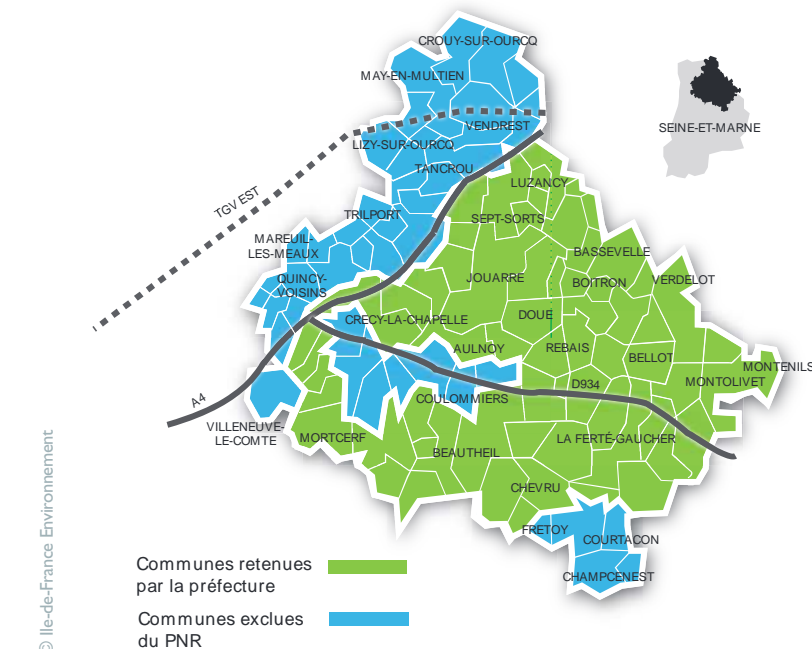 CROUY-SUR-OURCQ
MAY-EN-MULTIEN
VENDREST
LIZY-SUR-OURCQ
TANCROU
SEINE-ET-MARNE
LUZANCY
TGV EST
TRILPORT
SEPT-SORTS
MAREUIL-
LES-MEAUX
BASSEVELLE
QUINCY-
VOISINS
JOUARRE
BOITRON
VERDELOT
CRECY-LA-CHAPELLE
DOUE
AULNOY
REBAIS
BELLOT
MONTENILS
MONTOLIVET
D934
A4
COULOMMIERS
VILLENEUVE-
LE-COMTE
MORTCERF
LA FERTÉ-GAUCHER
BEAUTHEIL
CHEVRU
FRETOY
COURTACON
CHAMPCENEST
Communes retenues
par la préfecture
Communes exclues
du PNR
© Ile-de-France Environnement